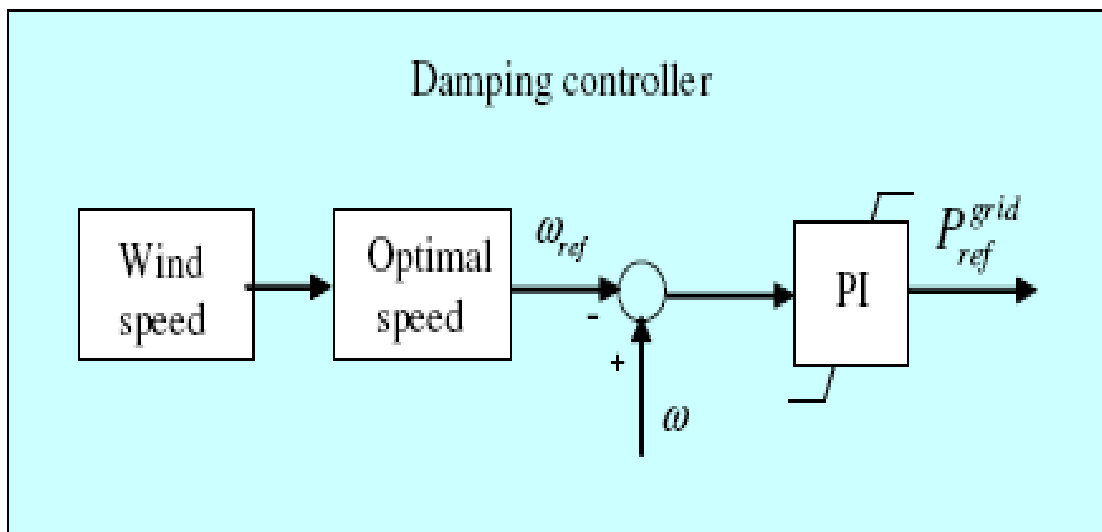 Damping controller
Wind
speed
Optimal
speed
ω_ref
-
+
ω
PI
P_ref^grid